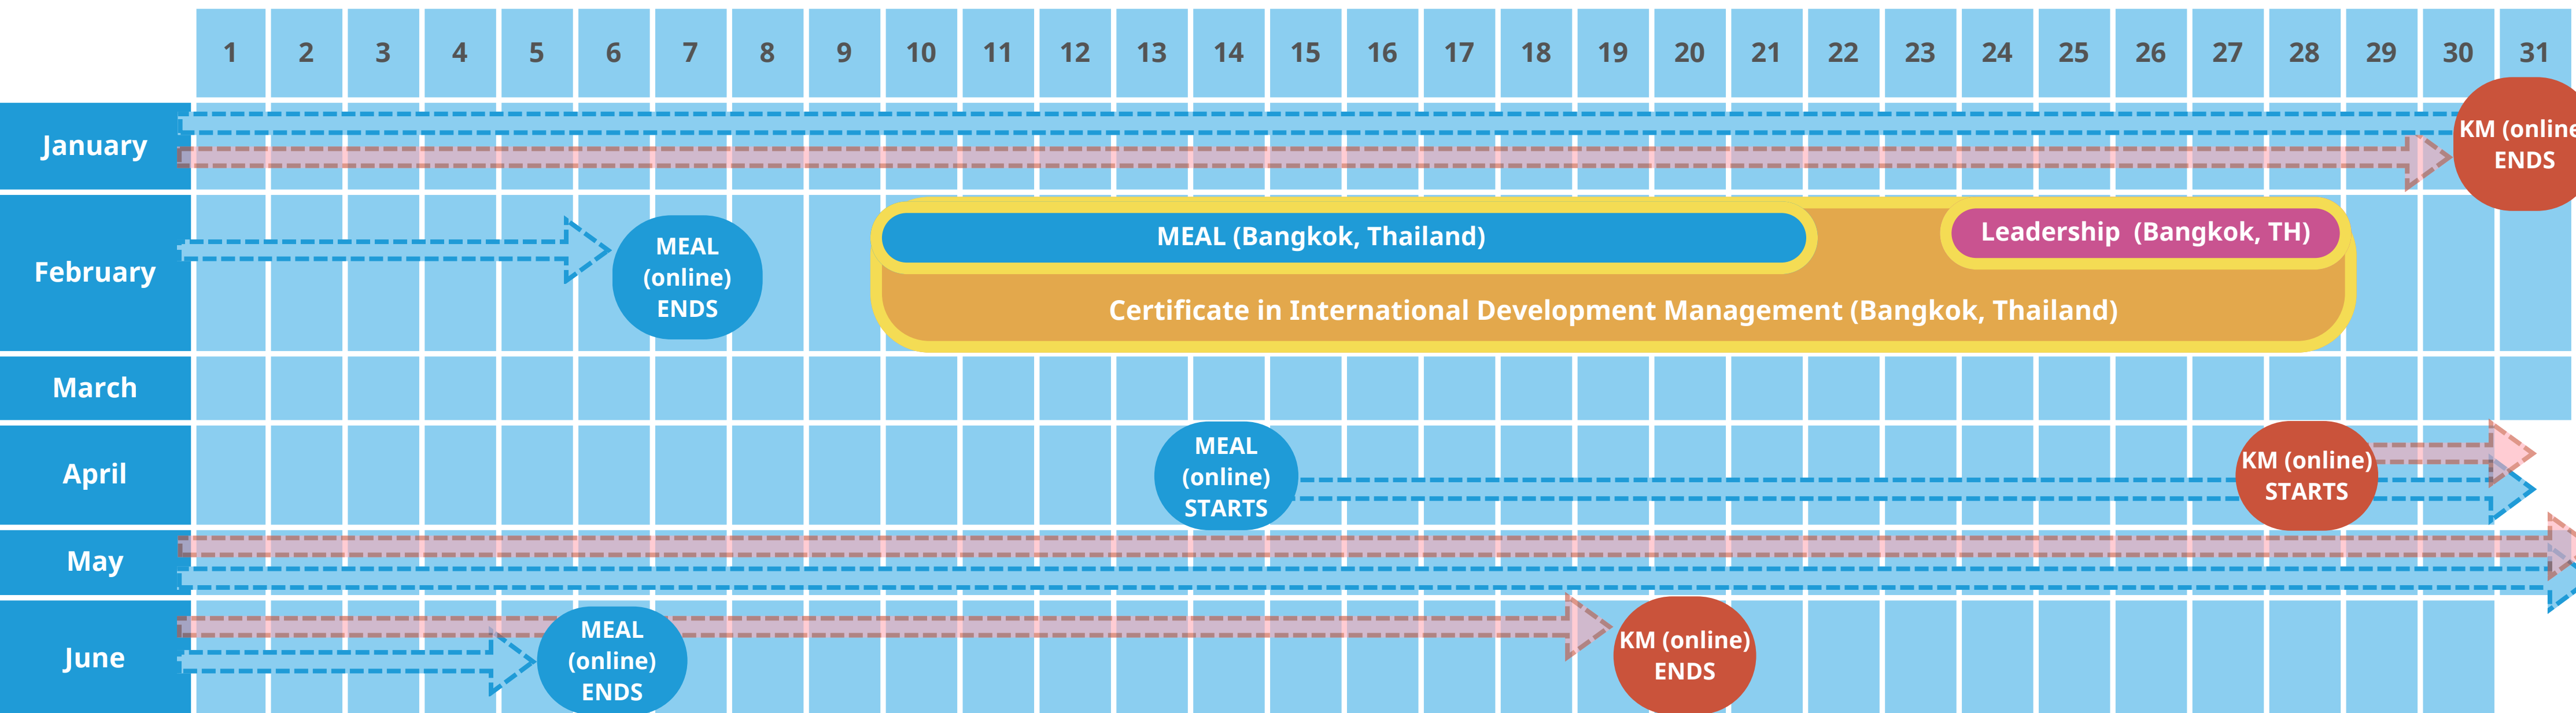 1 2 3 4 5 6 7 8 9 10 11 12 13 14 15 16 17 18 19 20 21 22 23 24 25 26 27 28 29 30 31
January
KM (online
ENDS
February
MEAL
(online)
ENDS
MEAL (Bangkok, Thailand)
Leadership (Bangkok, TH)
Certificate in International Development Management (Bangkok, Thailand)
March
April
MEAL
(online)
STARTS
KM (online)
STARTS
May
June
MEAL
(online)
ENDS
KM (online)
ENDS